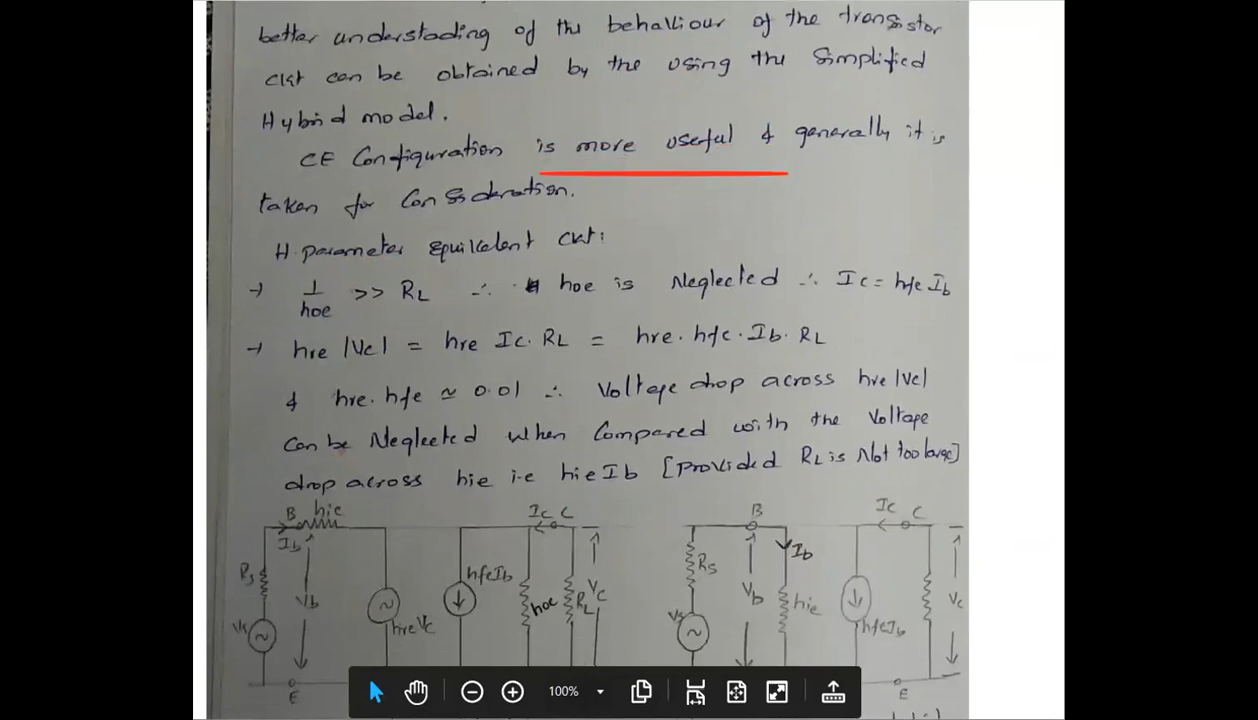 better understading of the behaviour of the transistor
ckt can be obtained by the using the Simplified
Hybrid model.
CE Configuration is more useful & generally it is
taken for Consideration.
H. parameter equivalent ckt:
→ 1/hoe >> RL ∴ hoe is Neglected ∴ Ic = hfe Ib
→ hre |Vc| = hre Ic. RL = hre. hfe. Ib. RL
& hre. hfe ≃ 0.01 ∴ Voltage drop across hre |Vc|
can be Neglected when Compared with the Voltage
drop across hie i.e hie Ib [Provided RL is Not too large]
B hie Ic C B Ic C
Ib Rs Ib
Rs Vb hfeIb hoe RL Vc Vb hie Vc
Vs hreVc Vs hfeIb
E E
100%